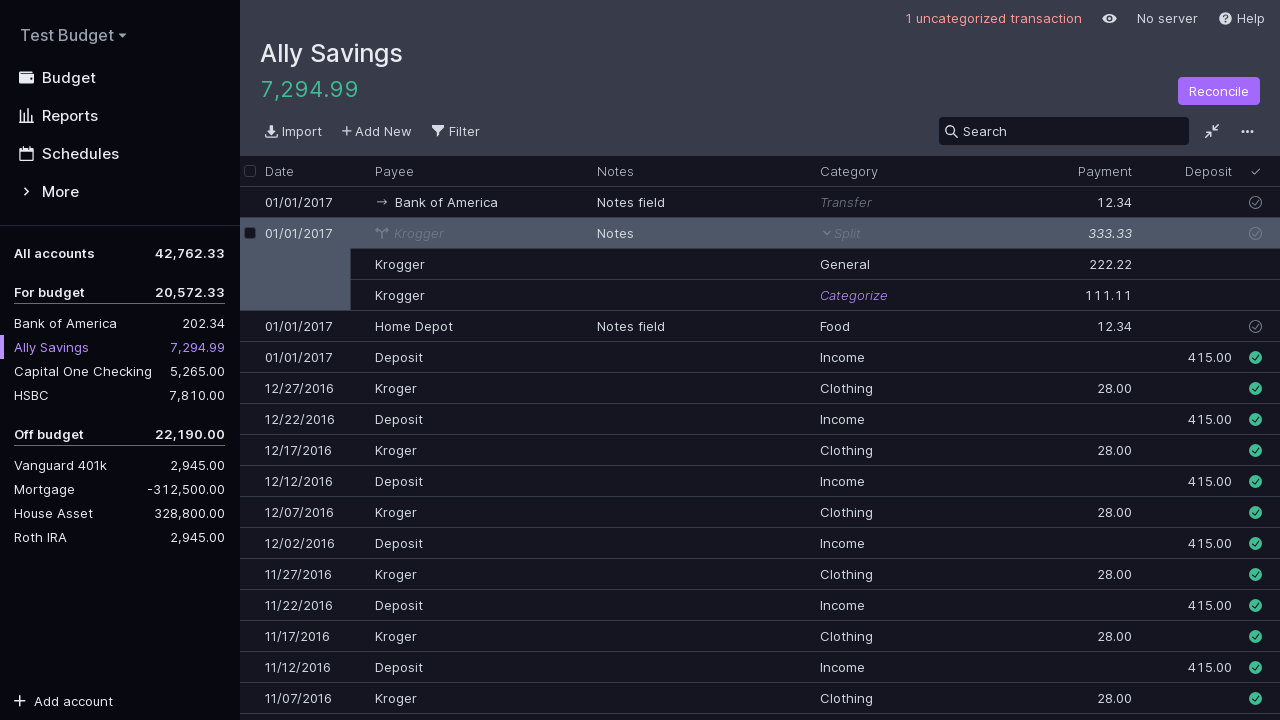 Test Budget
Budget
Reports
Schedules
More
All accounts 42,762.33
For budget 20,572.33
Bank of America 202.34
Ally Savings 7,294.99
Capital One Checking 5,265.00
HSBC 7,810.00
Off budget 22,190.00
Vanguard 401k 2,945.00
Mortgage -312,500.00
House Asset 328,800.00
Roth IRA 2,945.00
Add account
1 uncategorized transaction No server Help
Ally Savings
7,294.99
Reconcile
Import Add New Filter Search
Date Payee Notes Category Payment Deposit
01/01/2017 Bank of America Notes field Transfer 12.34
01/01/2017 Krogger Notes Split 333.33
Krogger General 222.22
Krogger Categorize 111.11
01/01/2017 Home Depot Notes field Food 12.34
01/01/2017 Deposit Income 415.00
12/27/2016 Kroger Clothing 28.00
12/22/2016 Deposit Income 415.00
12/17/2016 Kroger Clothing 28.00
12/12/2016 Deposit Income 415.00
12/07/2016 Kroger Clothing 28.00
12/02/2016 Deposit Income 415.00
11/27/2016 Kroger Clothing 28.00
11/22/2016 Deposit Income 415.00
11/17/2016 Kroger Clothing 28.00
11/12/2016 Deposit Income 415.00
11/07/2016 Kroger Clothing 28.00